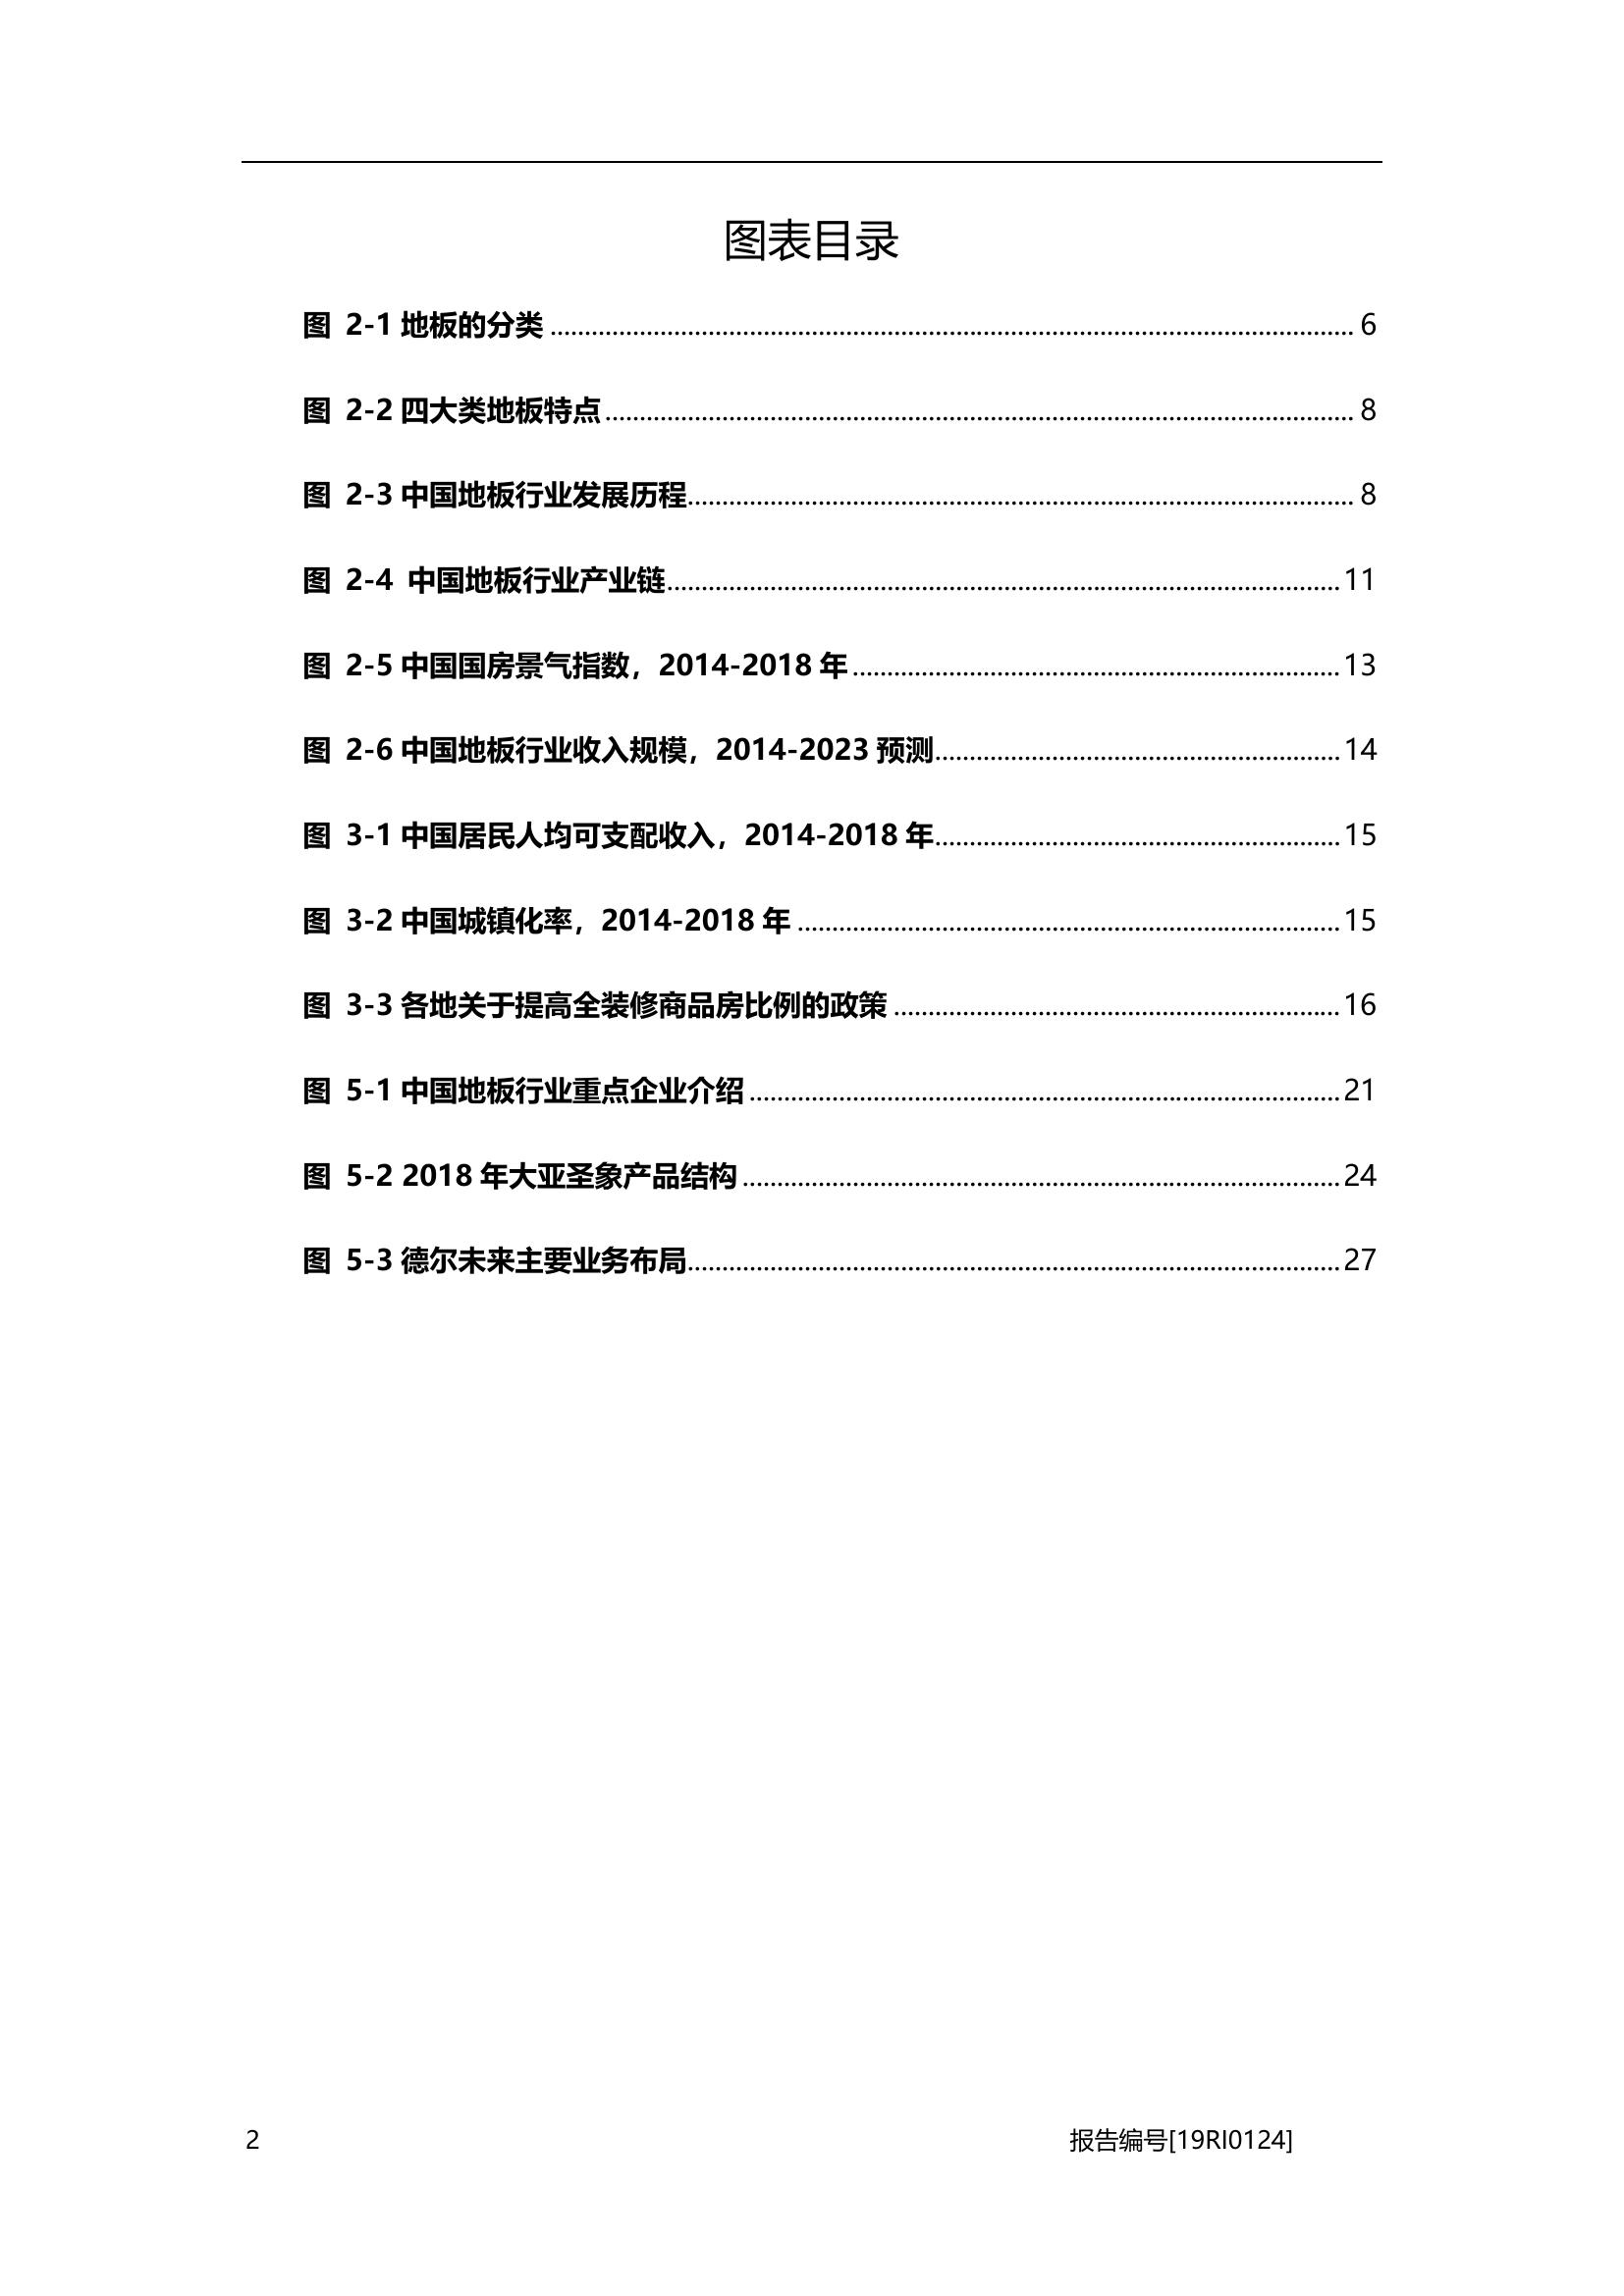 图表目录
图 2-1 地板的分类 ........ 6
图 2-2 四大类地板特点 ........ 8
图 2-3 中国地板行业发展历程 ........ 8
图 2-4 中国地板行业产业链 ........ 11
图 2-5 中国国房景气指数，2014-2018 年 ........ 13
图 2-6 中国地板行业收入规模，2014-2023 预测 ........ 14
图 3-1 中国居民人均可支配收入，2014-2018 年 ........ 15
图 3-2 中国城镇化率，2014-2018 年 ........ 15
图 3-3 各地关于提高全装修商品房比例的政策 ........ 16
图 5-1 中国地板行业重点企业介绍 ........ 21
图 5-2 2018 年大亚圣象产品结构 ........ 24
图 5-3 德尔未来主要业务布局 ........ 27
2 报告编号[19RI0124]